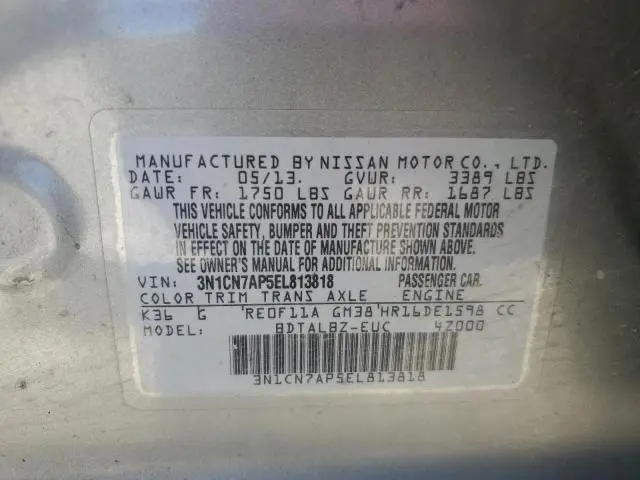 MANUFACTURED BY NISSAN MOTOR CO., LTD.
DATE: 05/13. GVWR: 3389 LBS
GAWR FR: 1750 LBS GAWR RR: 1687 LBS
THIS VEHICLE CONFORMS TO ALL APPLICABLE FEDERAL MOTOR
VEHICLE SAFETY, BUMPER AND THEFT PREVENTION STANDARDS
IN EFFECT ON THE DATE OF MANUFACTURE SHOWN ABOVE.
SEE OWNER'S MANUAL FOR ADDITIONAL INFORMATION.
VIN: 3N1CN7AP5EL813818 PASSENGER CAR.
COLOR TRIM TRANS AXLE ENGINE
K36 G 'RE0F11A GM38'HR16DE1598 CC
MODEL: BDTALBZ-EUC 4Z000
3N1CN7AP5EL813818